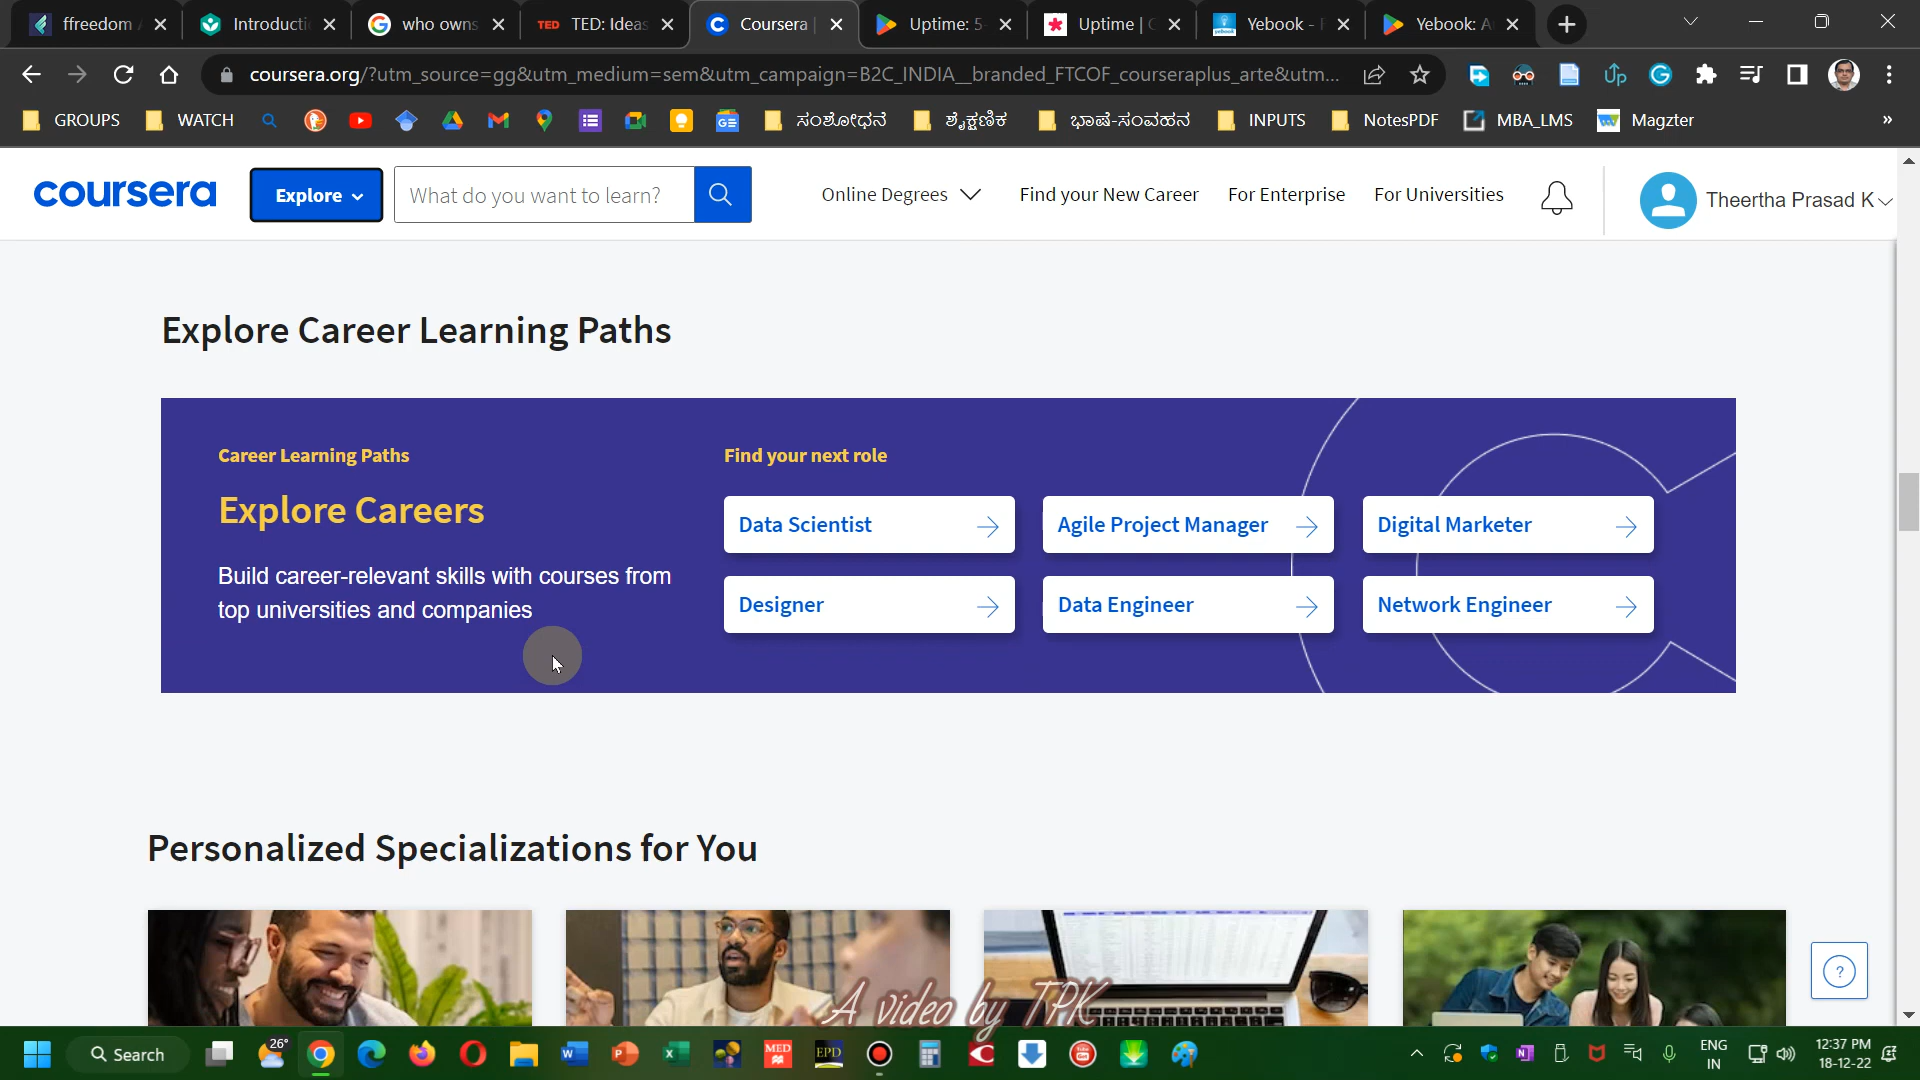 ffreedom
Introducti
who owns
TED TED: Ideas
Coursera |
Uptime: 5-
Uptime |
Yebook -
Yebook: A
coursera.org/?utm_source=gg&utm_medium=sem&utm_campaign=B2C_INDIA__branded_FTCOF_courseraplus_arte&utm...
GROUPS
WATCH
ಸಂಶೋಧನೆ
ಶೈಕ್ಷಣಿಕ
ಭಾಷೆ-ಸಂವಹನ
INPUTS
NotesPDF
MBA_LMS
Magzter
»
coursera
Explore
What do you want to learn?
Online Degrees
Find your New Career
For Enterprise
For Universities
Theertha Prasad K
Explore Career Learning Paths
Career Learning Paths
Explore Careers
Build career-relevant skills with courses from
top universities and companies
Find your next role
Data Scientist
Agile Project Manager
Digital Marketer
Designer
Data Engineer
Network Engineer
Personalized Specializations for You
A video by TPK
?
Search
26°
MED
EPD
ENG
IN
12:37 PM
18-12-22